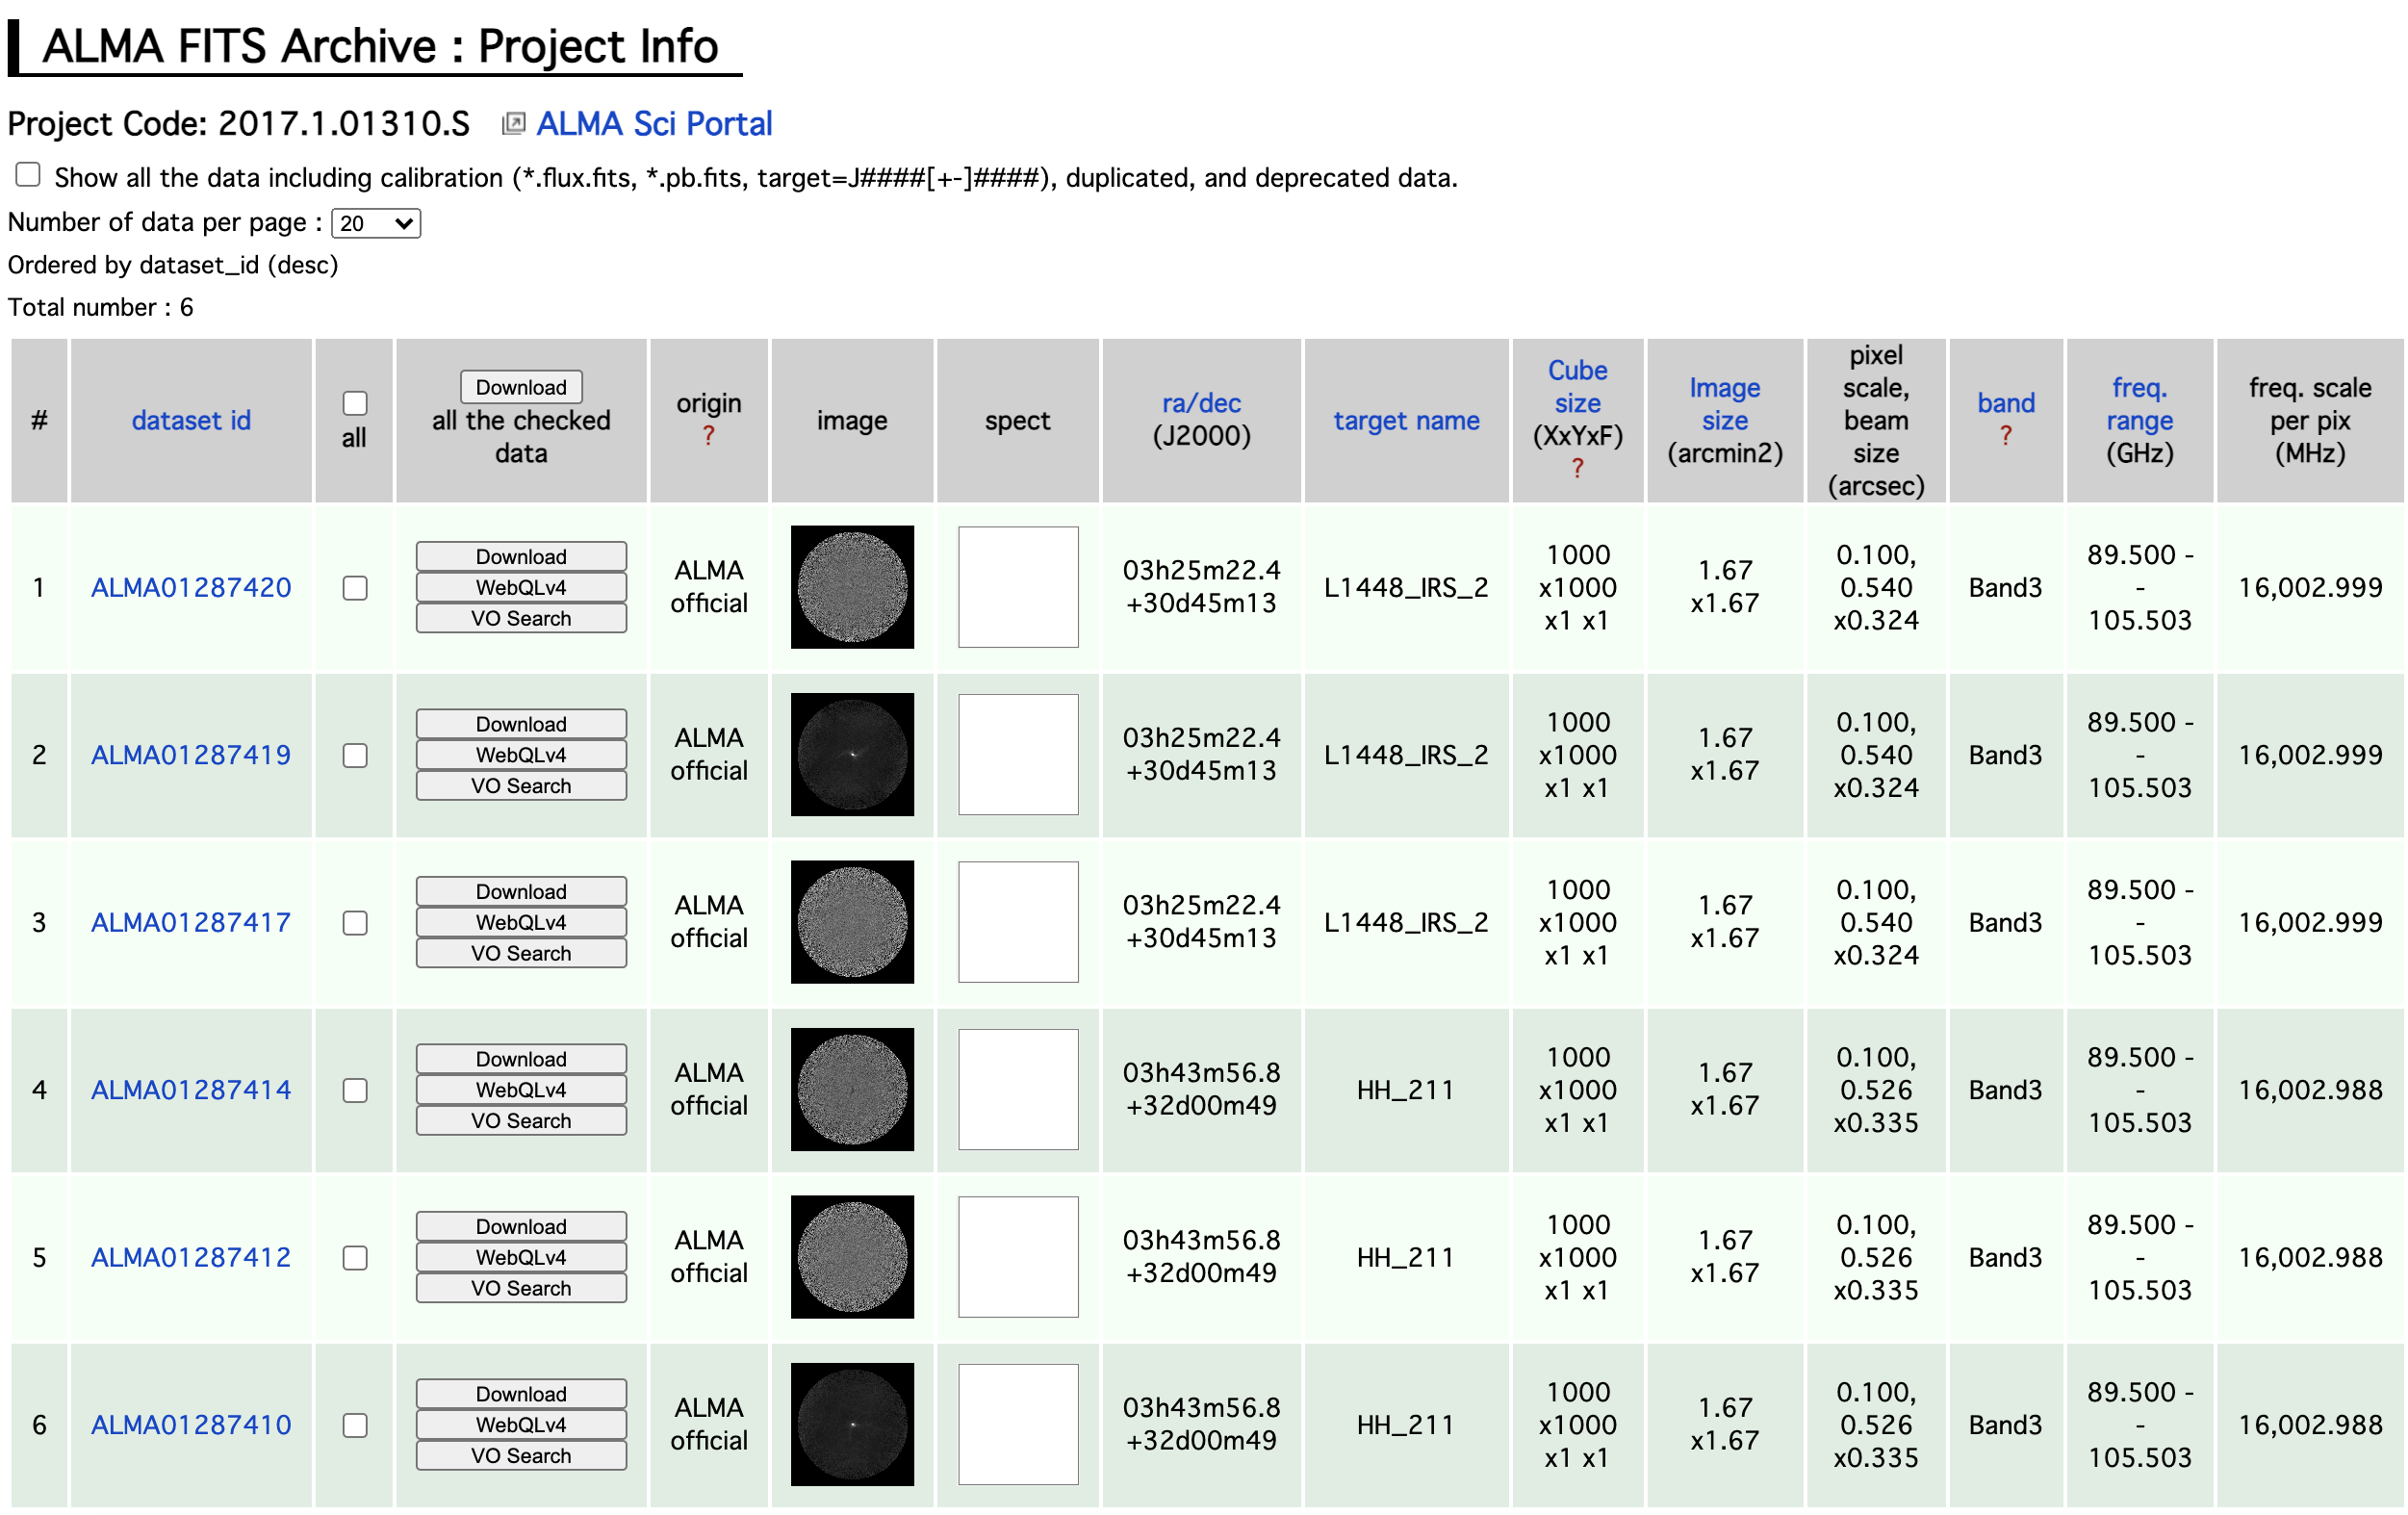 ALMA FITS Archive : Project Info
Project Code: 2017.1.01310.S ALMA Sci Portal
Show all the data including calibration (*.flux.fits, *.pb.fits, target=J####[+-]####), duplicated, and deprecated data.
Number of data per page : 20
Ordered by dataset_id (desc)
Total number : 6
#
dataset id
all
Download
all the checked
data
origin
?
image
spect
ra/dec
(J2000)
target name
Cube
size
(XxYxF)
?
Image
size
(arcmin2)
pixel
scale,
beam
size
(arcsec)
band
?
freq.
range
(GHz)
freq. scale
per pix
(MHz)
1
ALMA01287420
Download
WebQLv4
VO Search
ALMA
official
03h25m22.4
+30d45m13
L1448_IRS_2
1000
x1000
x1 x1
1.67
x1.67
0.100,
0.540
x0.324
Band3
89.500 -
-
105.503
16,002.999
2
ALMA01287419
Download
WebQLv4
VO Search
ALMA
official
03h25m22.4
+30d45m13
L1448_IRS_2
1000
x1000
x1 x1
1.67
x1.67
0.100,
0.540
x0.324
Band3
89.500 -
-
105.503
16,002.999
3
ALMA01287417
Download
WebQLv4
VO Search
ALMA
official
03h25m22.4
+30d45m13
L1448_IRS_2
1000
x1000
x1 x1
1.67
x1.67
0.100,
0.540
x0.324
Band3
89.500 -
-
105.503
16,002.999
4
ALMA01287414
Download
WebQLv4
VO Search
ALMA
official
03h43m56.8
+32d00m49
HH_211
1000
x1000
x1 x1
1.67
x1.67
0.100,
0.526
x0.335
Band3
89.500 -
-
105.503
16,002.988
5
ALMA01287412
Download
WebQLv4
VO Search
ALMA
official
03h43m56.8
+32d00m49
HH_211
1000
x1000
x1 x1
1.67
x1.67
0.100,
0.526
x0.335
Band3
89.500 -
-
105.503
16,002.988
6
ALMA01287410
Download
WebQLv4
VO Search
ALMA
official
03h43m56.8
+32d00m49
HH_211
1000
x1000
x1 x1
1.67
x1.67
0.100,
0.526
x0.335
Band3
89.500 -
-
105.503
16,002.988